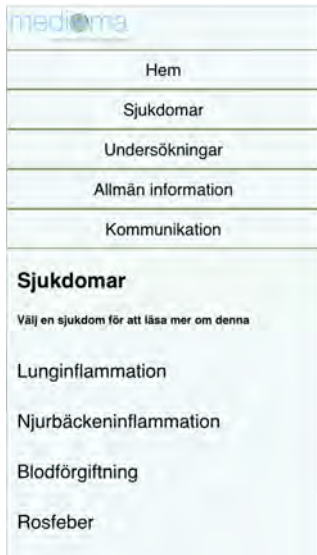 medioma
Hem
Sjukdomar
Undersökningar
Allmän information
Kommunikation
Sjukdomar
Välj en sjukdom för att läsa mer om denna
Lunginflammation
Njurbäckeninflammation
Blodförgiftning
Rosfeber